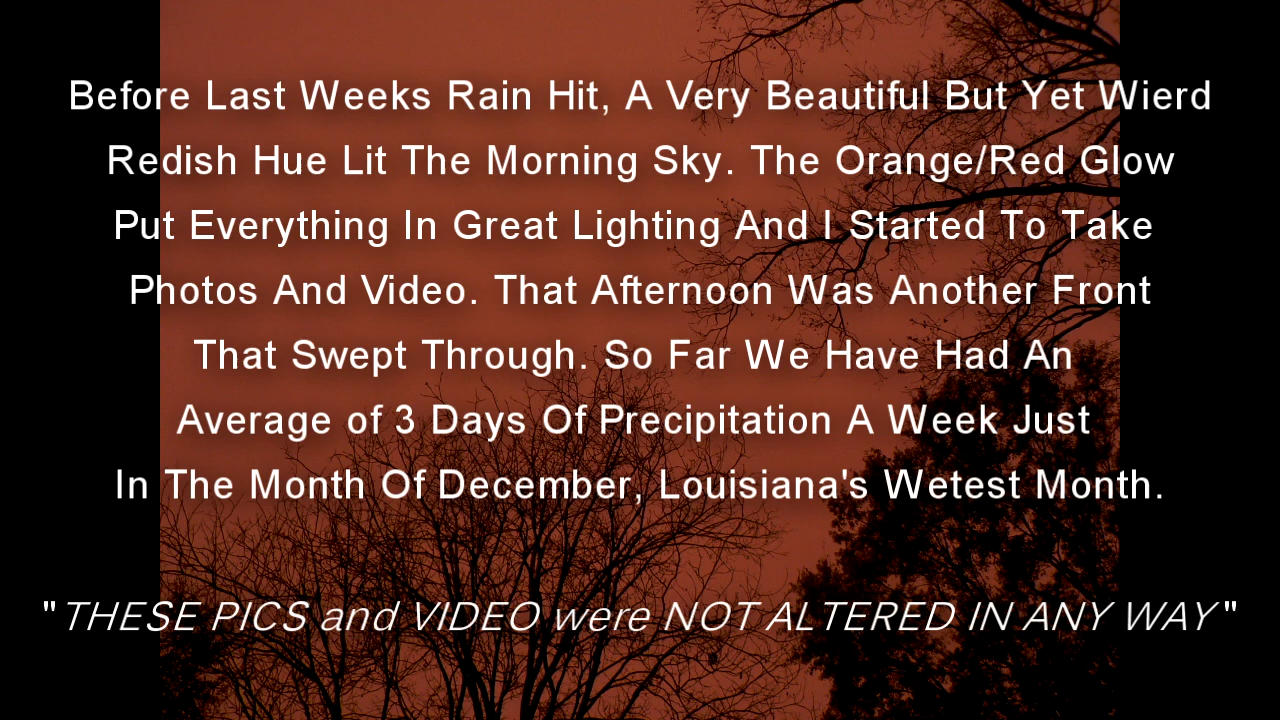 Before Last Weeks Rain Hit, A Very Beautiful But Yet Wierd
Redish Hue Lit The Morning Sky. The Orange/Red Glow
Put Everything In Great Lighting And I Started To Take
Photos And Video. That Afternoon Was Another Front
That Swept Through. So Far We Have Had An
Average of 3 Days Of Precipitation A Week Just
In The Month Of December, Louisiana's Wetest Month.
"THESE PICS and VIDEO were NOT ALTERED IN ANY WAY"